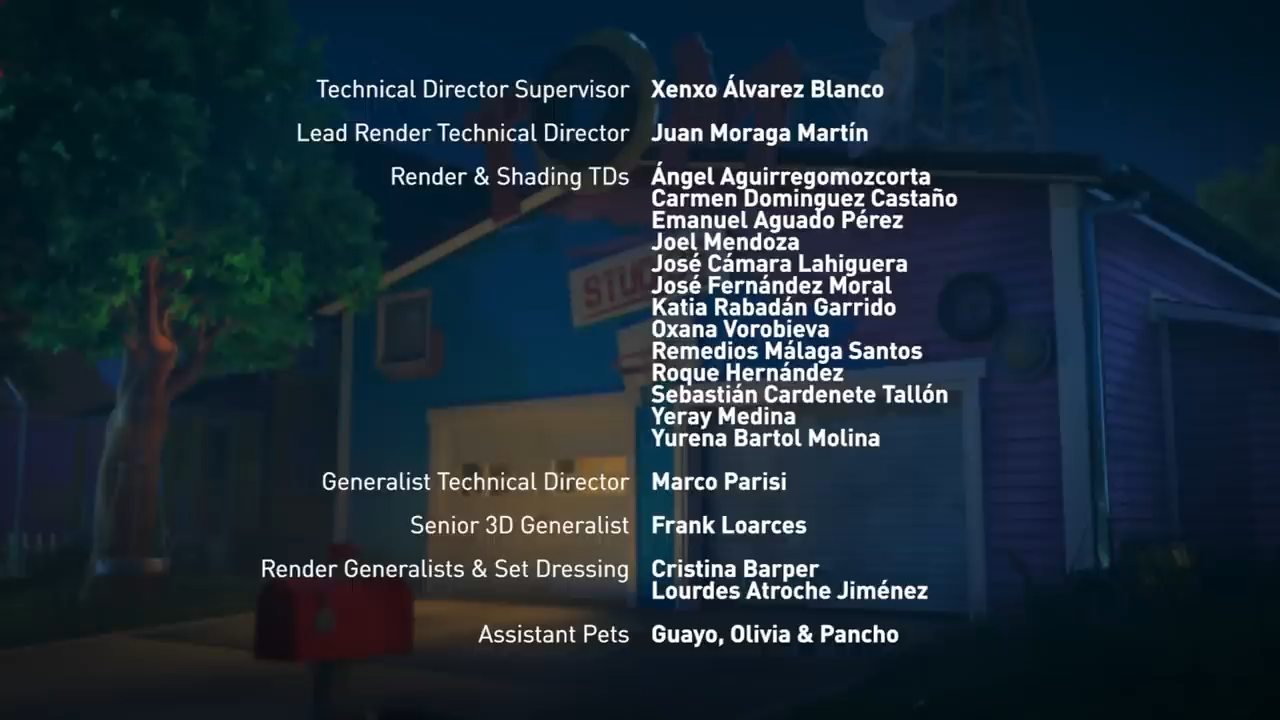 Technical Director Supervisor Xenxo Álvarez Blanco
Lead Render Technical Director Juan Moraga Martín
Render & Shading TDs Ángel Aguirregomozcorta
Carmen Dominguez Castaño
Emanuel Aguado Pérez
Joel Mendoza
José Cámara Lahiguera
José Fernández Moral
Katia Rabadán Garrido
Oxana Vorobieva
Remedios Málaga Santos
Roque Hernández
Sebastián Cardenete Tallón
Yeray Medina
Yurena Bartol Molina
Generalist Technical Director Marco Parisi
Senior 3D Generalist Frank Loarces
Render Generalists & Set Dressing Cristina Barper
Lourdes Atroche Jiménez
Assistant Pets Guayo, Olivia & Pancho